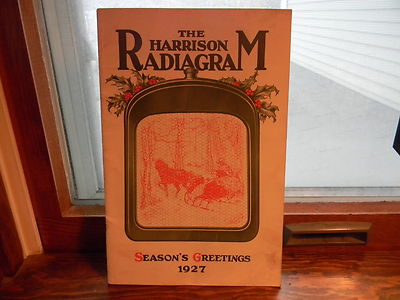 THE
HARRISON
RADIAGRAM
SEASON'S GREETINGS
1927